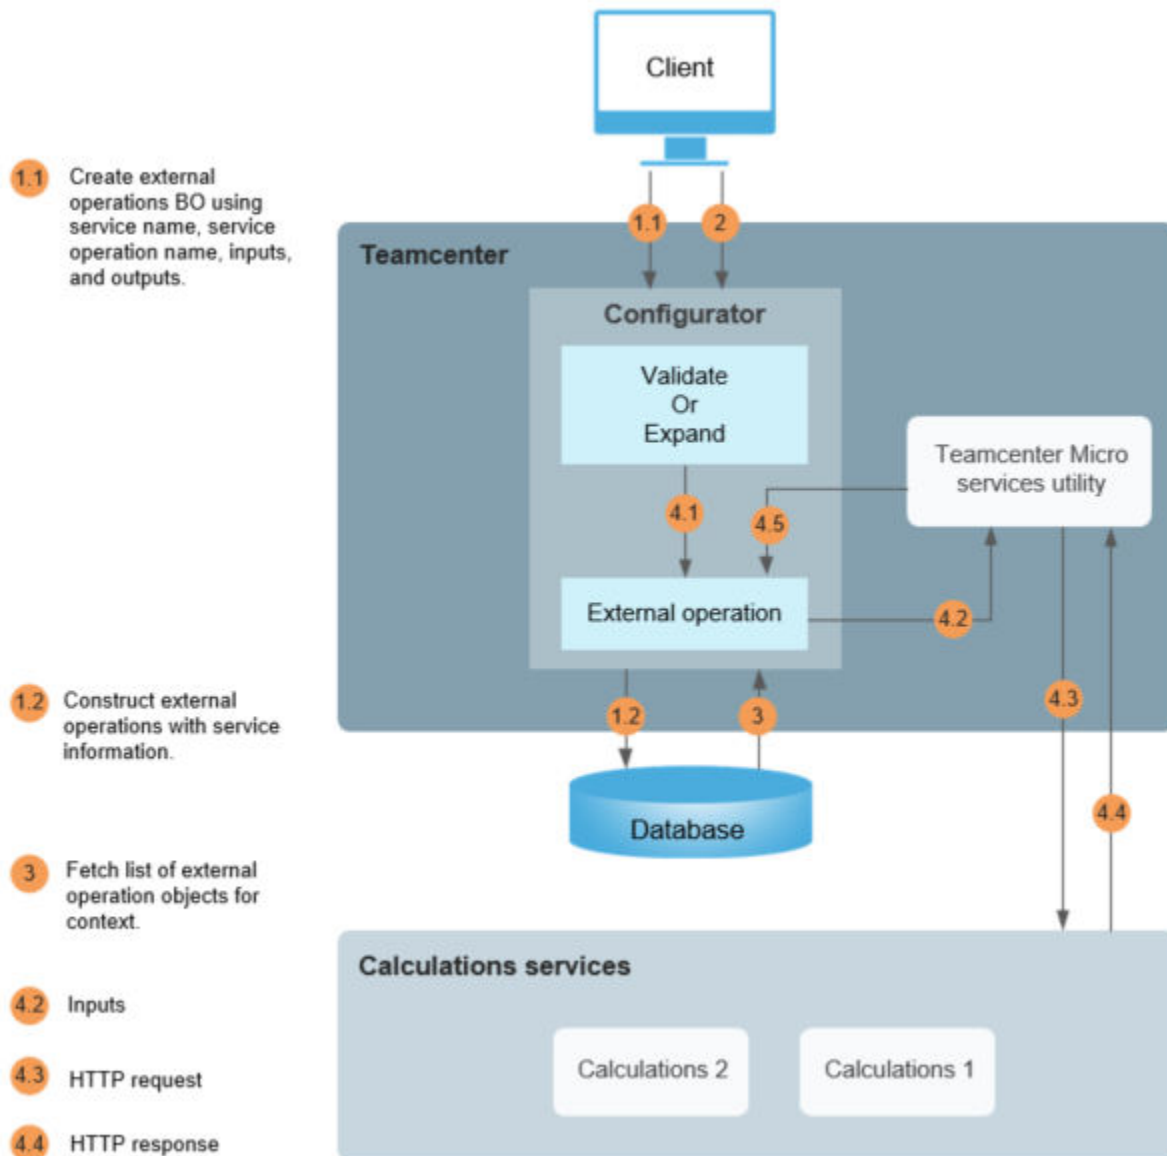 Client
1.1
Create external
operations BO using
service name, service
operation name, inputs,
and outputs.
1.1
2
Teamcenter
Configurator
Validate
Or
Expand
Teamcenter Micro
services utility
4.1
4.5
External operation
4.2
1.2
Construct external
operations with service
information.
1.2
3
4.3
Database
4.4
3
Fetch list of external
operation objects for
context.
Calculations services
4.2
Inputs
4.3
HTTP request
Calculations 2
Calculations 1
4.4
HTTP response